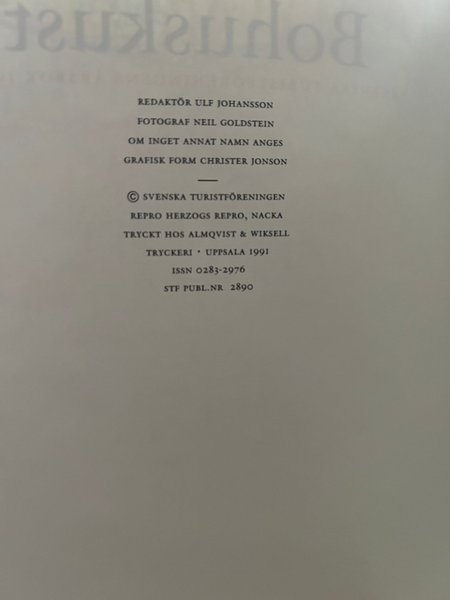 Bohuskust
REDAKTÖR ULF JOHANSSON
FOTOGRAF NEIL GOLDSTEIN
OM INGET ANNAT NAMN ANGES
GRAFISK FORM CHRISTER JONSON
© SVENSKA TURISTFÖRENINGEN
REPRO HERZOGS REPRO, NACKA
TRYCKT HOS ALMQVIST & WIKSELL
TRYCKERI · UPPSALA 1991
ISSN 0283-2976
STF PUBL.NR 2890